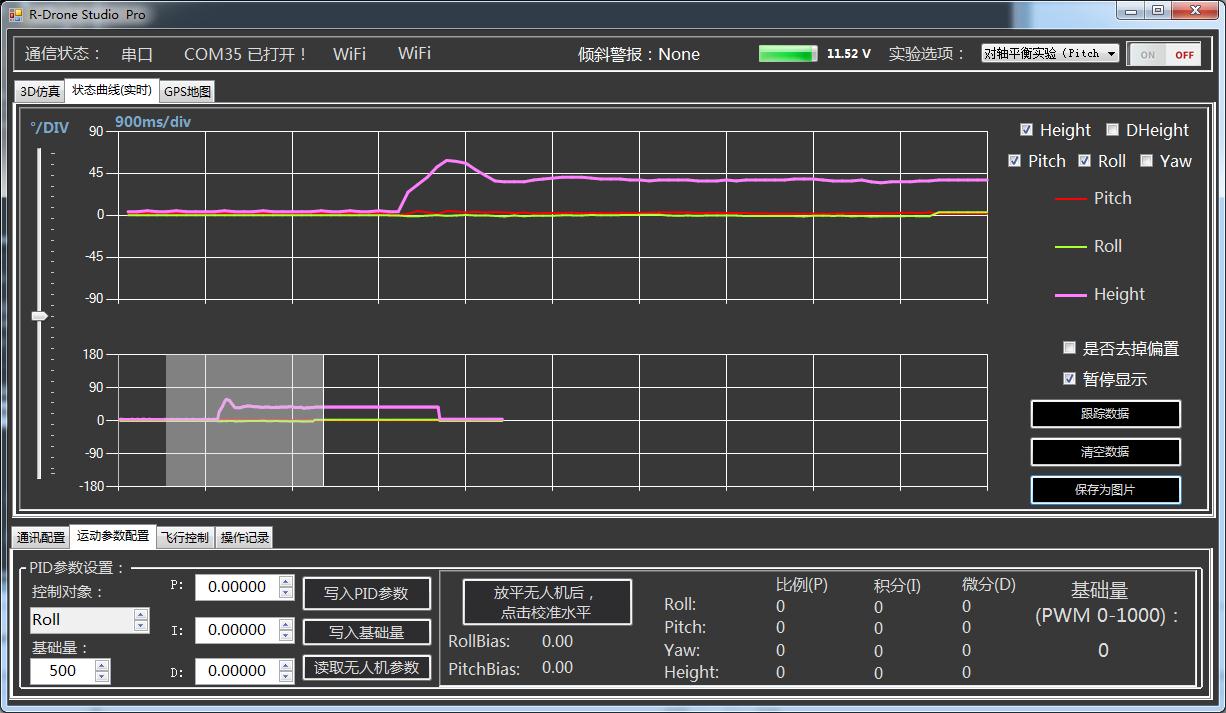 R-Drone Studio Pro
通信状态： 串口 COM35 已打开！ WiFi WiFi 倾斜警报：None 11.52 V 实验选项： 对轴平衡实验（Pitch ON OFF
3D仿真 状态曲线(实时) GPS地图
°/DIV 900ms/div
90
45
0
-45
-90
Height DHeight
Pitch Roll Yaw
Pitch
Roll
Height
180
90
0
-90
-180
是否去掉偏置
暂停显示
跟踪数据
清空数据
保存为图片
通讯配置 运动参数配置 飞行控制 操作记录
PID参数设置：
控制对象：
Roll
基础量：
500
P: 0.00000
I: 0.00000
D: 0.00000
写入PID参数
写入基础量
读取无人机参数
放平无人机后，
点击校准水平
RollBias: 0.00
PitchBias: 0.00
比例(P) 积分(I) 微分(D)
Roll: 0 0 0
Pitch: 0 0 0
Yaw: 0 0 0
Height: 0 0 0
基础量
(PWM 0-1000)：
0